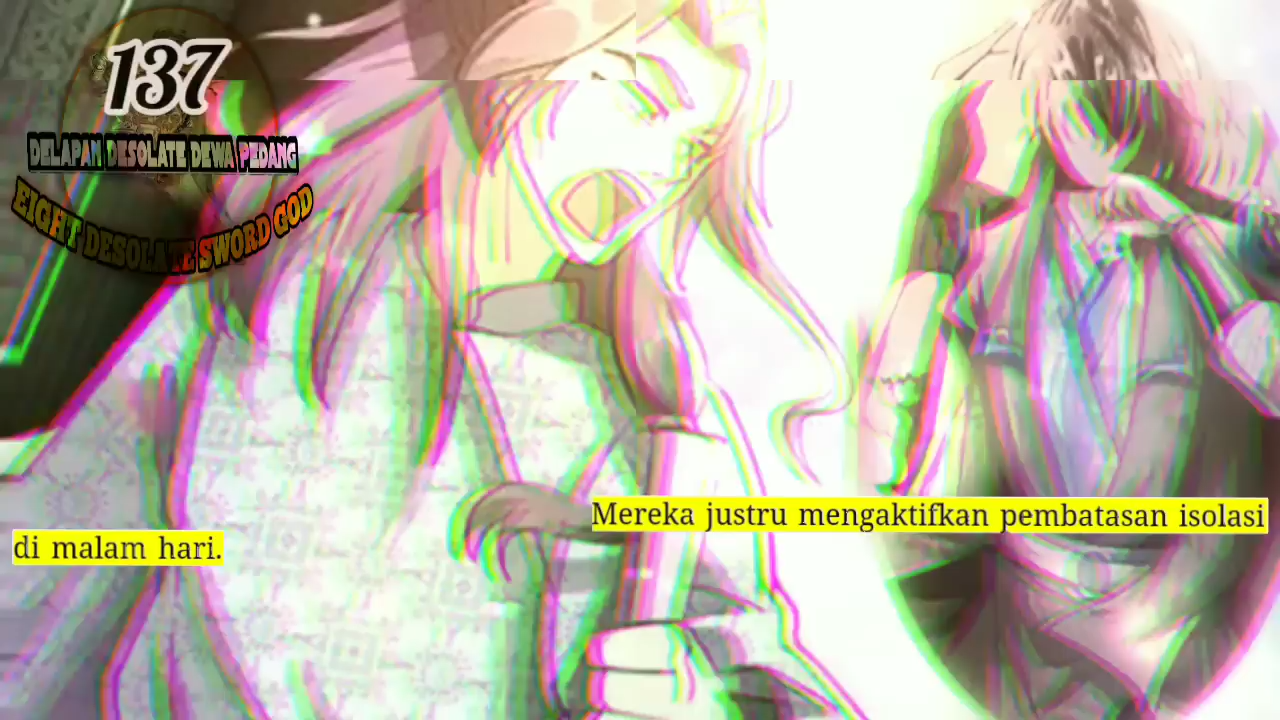 137
DELAPAN DESOLATE DEWA PEDANG
EIGHT DESOLATE SWORD GOD
Mereka justru mengaktifkan pembatasan isolasi
di malam hari.